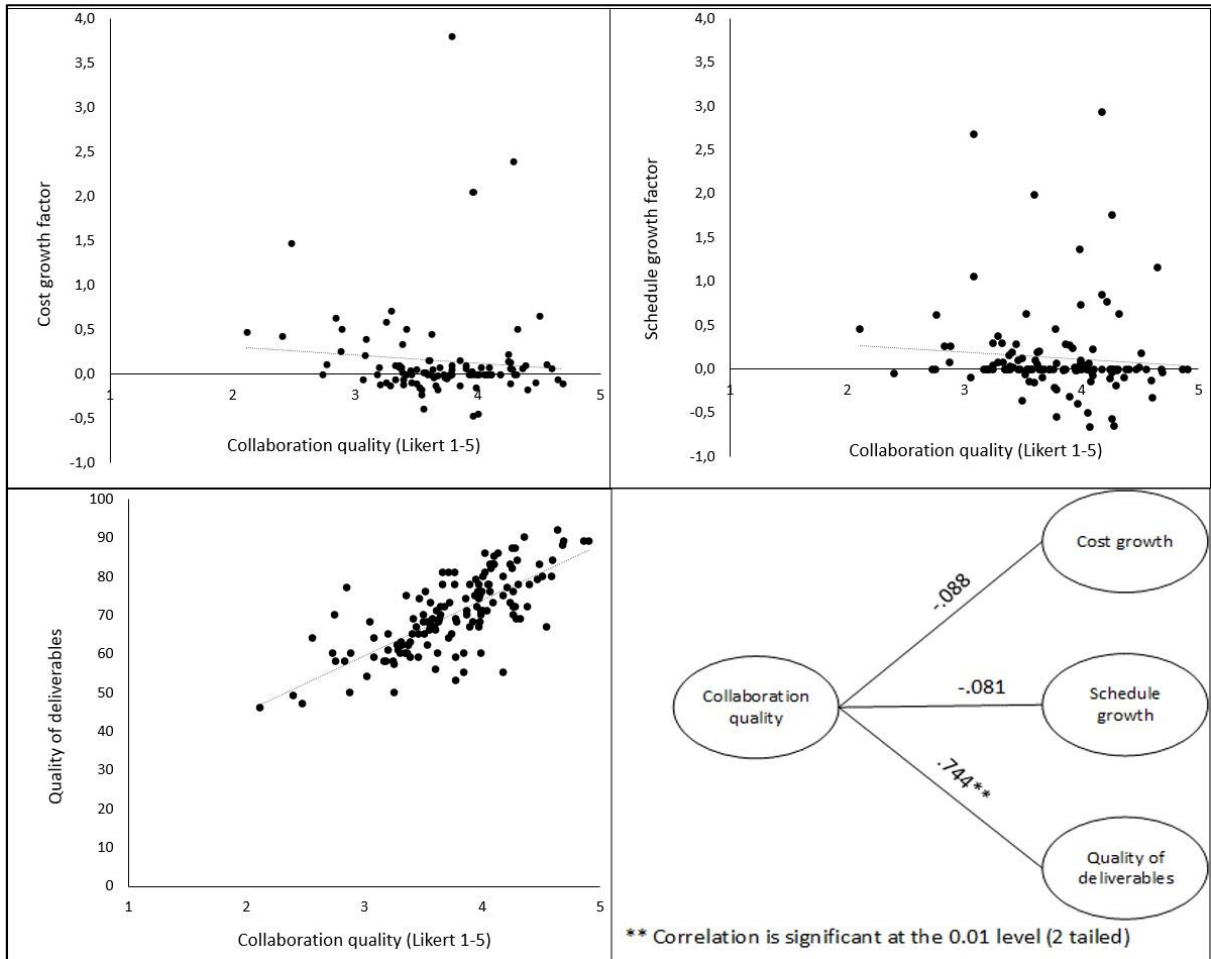 4,0
3,5
3,0
2,5
2,0
1,5
1,0
0,5
0,0
-0,5
-1,0
Cost growth factor
1 2 3 4 5
Collaboration quality (Likert 1-5)
4,0
3,5
3,0
2,5
2,0
1,5
1,0
0,5
0,0
-0,5
-1,0
Schedule growth factor
1 2 3 4 5
Collaboration quality (Likert 1-5)
100
90
80
70
60
50
40
30
20
10
0
Quality of deliverables
1 2 3 4 5
Collaboration quality (Likert 1-5)
Collaboration
quality
-.088
Cost growth
-.081
Schedule
growth
.744**
Quality of
deliverables
** Correlation is significant at the 0.01 level (2 tailed)